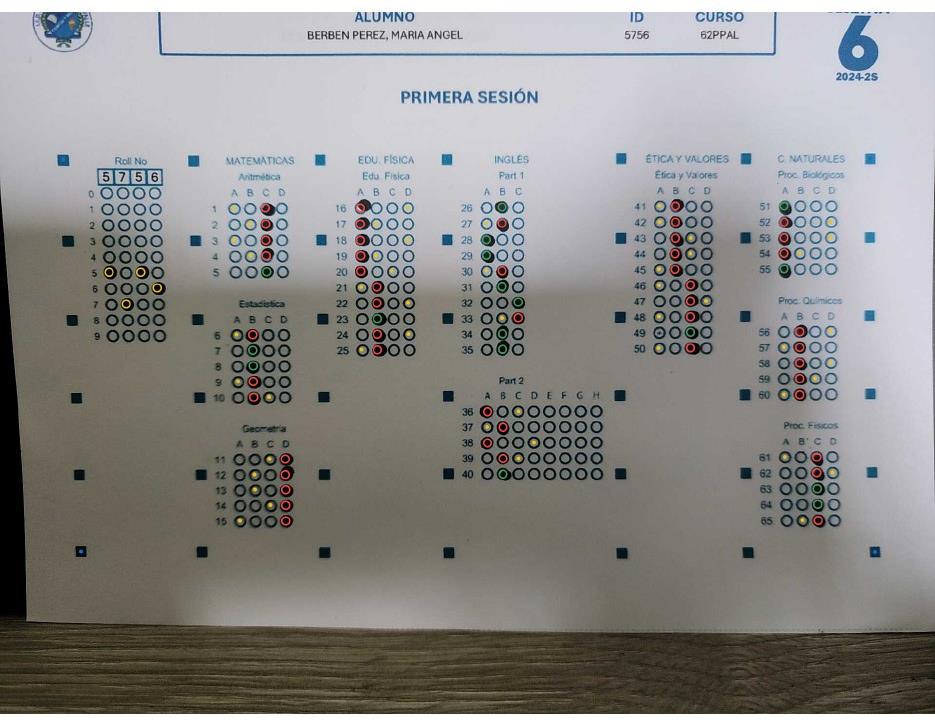 ALUMNO ID CURSO
BERBEN PEREZ, MARIA ANGEL 5756 62PPAL
6
2024-2S
PRIMERA SESIÓN
Roll No
5 7 5 6
0
1
2
3
4
5
6
7
8
9
MATEMÁTICAS
Aritmética
A B C D
1
2
3
4
5
Estadística
A B C D
6
7
8
9
10
Geometría
A B C D
11
12
13
14
15
EDU. FÍSICA
Edu. Física
A B C D
16
17
18
19
20
21
22
23
24
25
INGLÉS
Part 1
A B C
26
27
28
29
30
31
32
33
34
35
Part 2
A B C D E F G H
36
37
38
39
40
ÉTICA Y VALORES
Ética y Valores
A B C D
41
42
43
44
45
46
47
48
49
50
C. NATURALES
Proc. Biológicos
A B C D
51
52
53
54
55
Proc. Químicos
A B C D
56
57
58
59
60
Proc. Físicos
A B C D
61
62
63
64
65